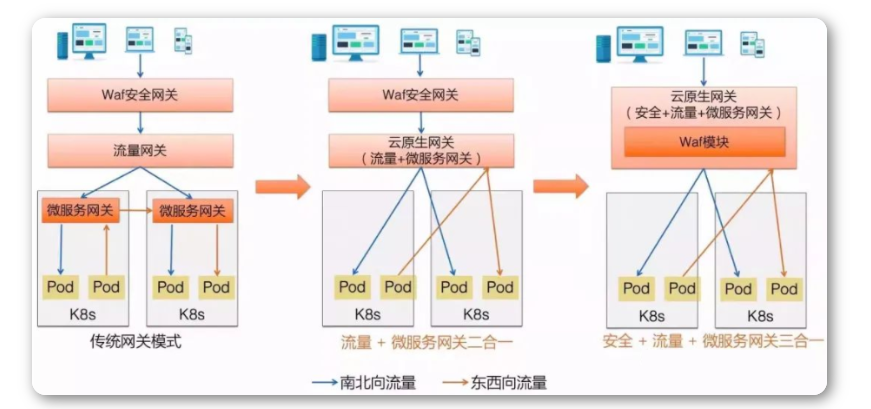 Waf安全网关
流量网关
微服务网关
微服务网关
Pod
Pod
Pod
Pod
K8s
K8s
传统网关模式
Waf安全网关
云原生网关
（流量+微服务网关）
Pod
Pod
Pod
Pod
K8s
K8s
流量 + 微服务网关二合一
云原生网关
（安全+流量+微服务网关）
Waf模块
Pod
Pod
Pod
Pod
K8s
K8s
安全 + 流量 + 微服务网关三合一
南北向流量
东西向流量